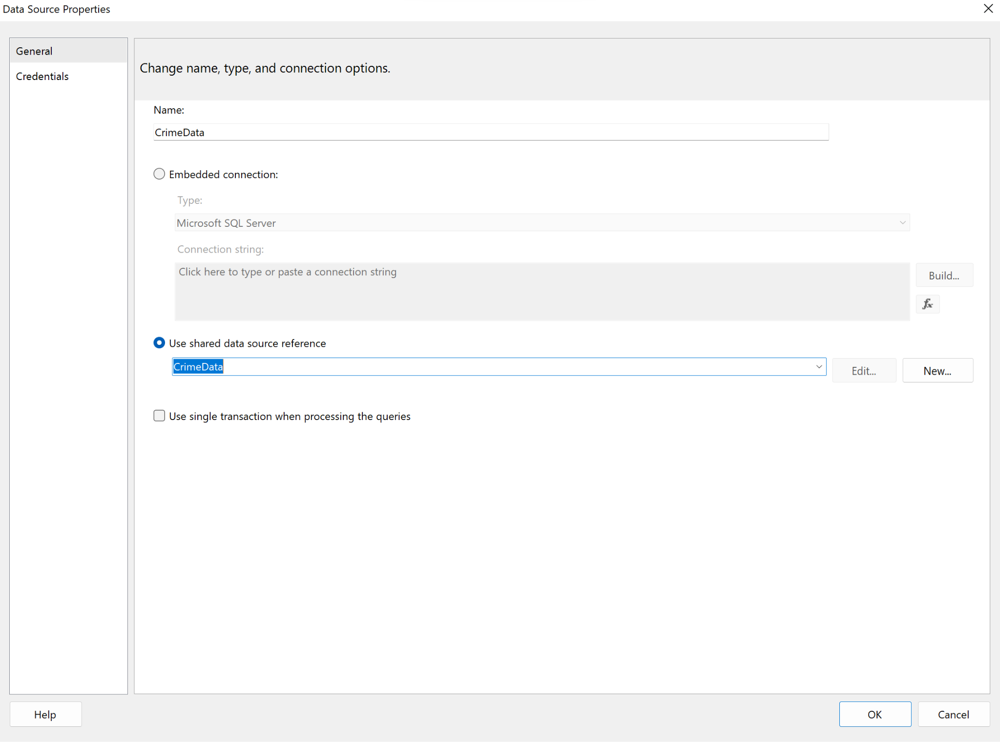 Data Source Properties
General
Credentials
Change name, type, and connection options.
Name:
CrimeData
Embedded connection:
Type:
Microsoft SQL Server
Connection string:
Click here to type or paste a connection string
Build...
fx
Use shared data source reference
CrimeData
Edit...
New...
Use single transaction when processing the queries
Help
OK
Cancel